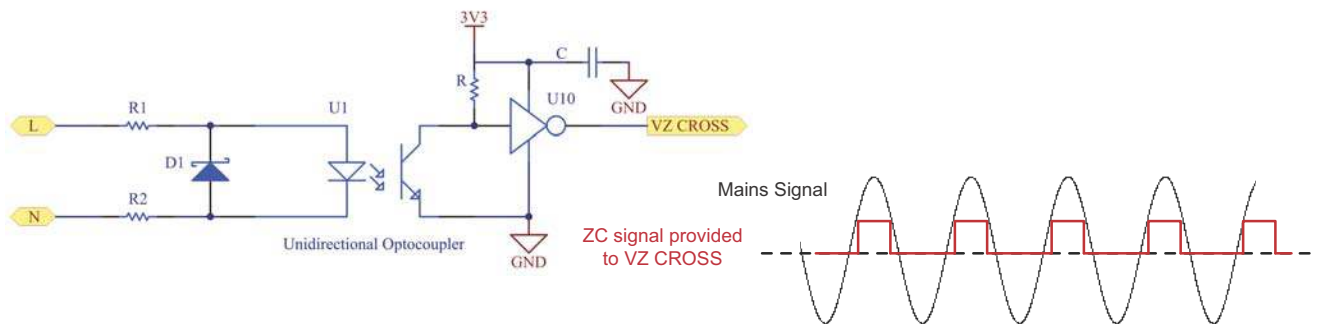 3V3
C
R
U10
GND
L
R1
U1
VZ CROSS
D1
N
R2
Unidirectional Optocoupler
GND
Mains Signal
ZC signal provided
to VZ CROSS